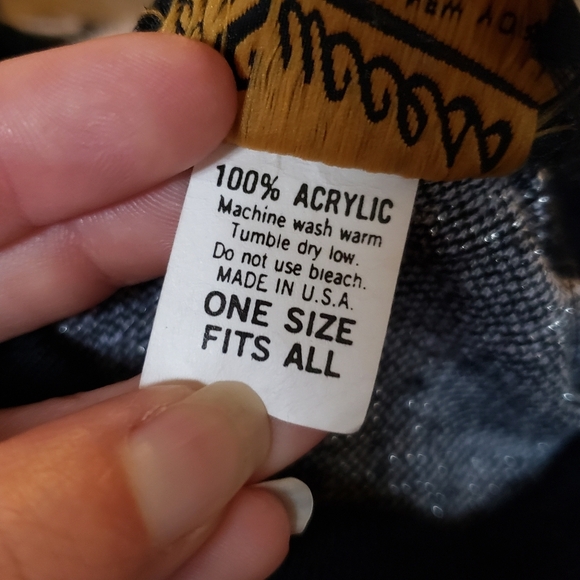 100% ACRYLIC
Machine wash warm
Tumble dry low.
Do not use bleach.
MADE IN U.S.A.
ONE SIZE
FITS ALL